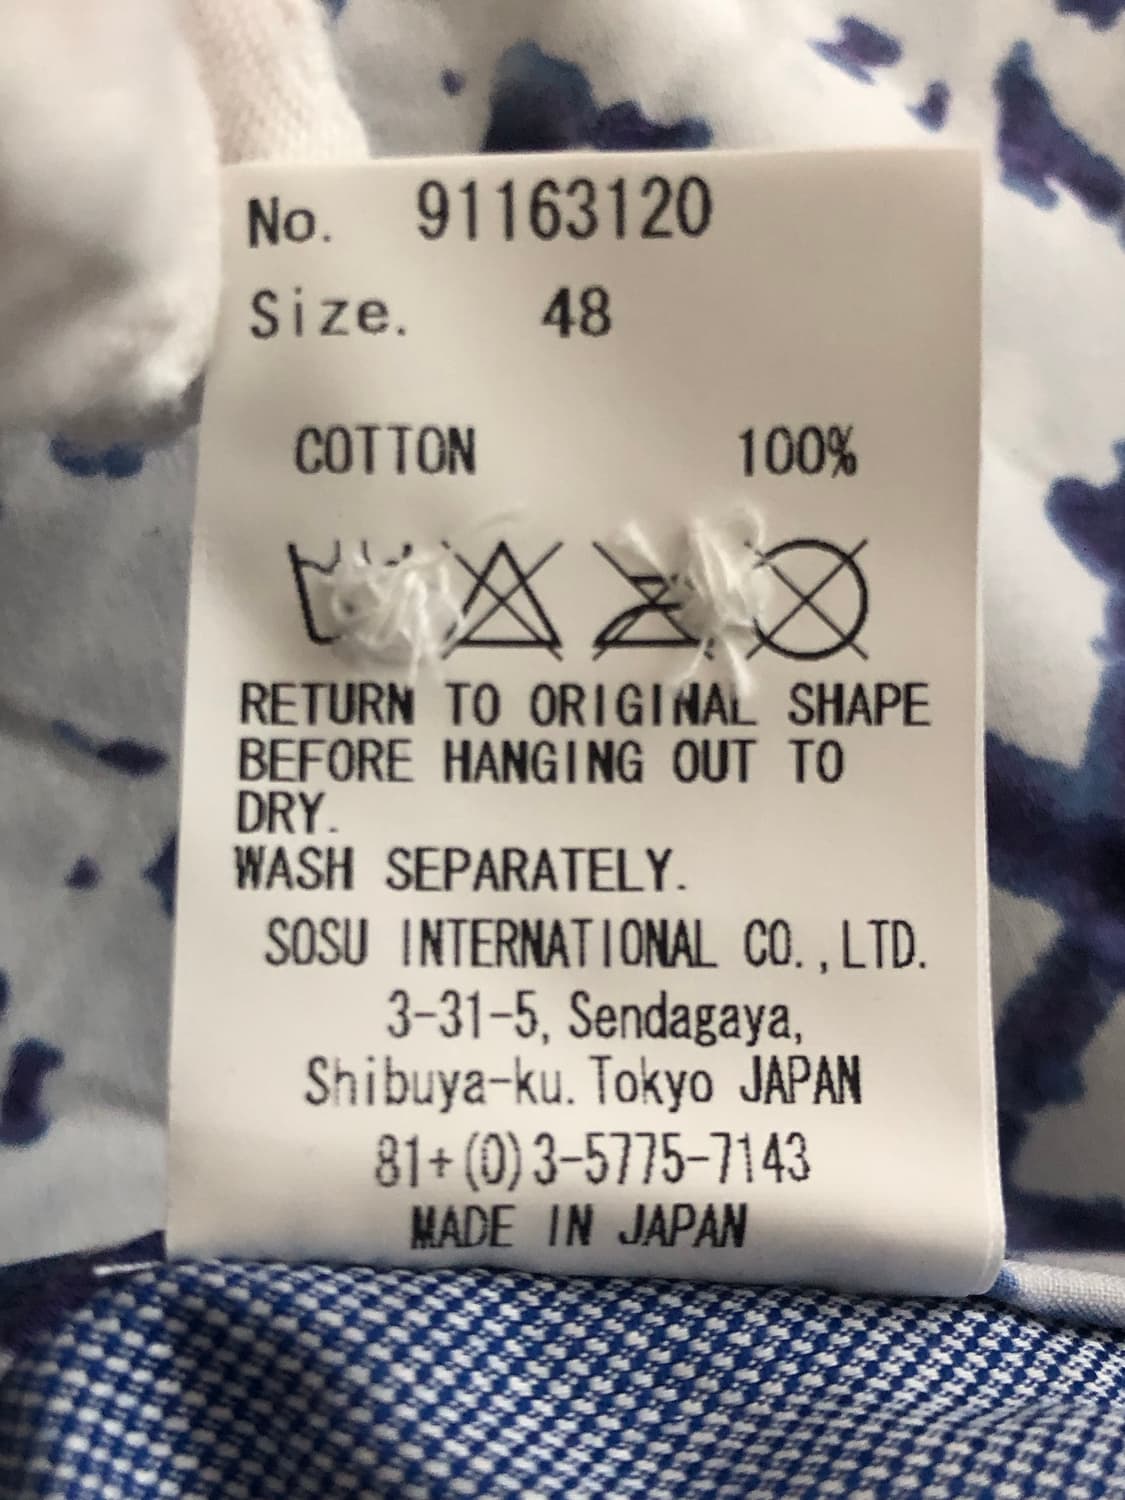 No. 91163120
Size. 48
COTTON 100%
RETURN TO ORIGINAL SHAPE
BEFORE HANGING OUT TO
DRY.
WASH SEPARATELY.
SOSU INTERNATIONAL CO.,LTD.
3-31-5, Sendagaya,
Shibuya-ku. Tokyo JAPAN
81+(0)3-5775-7143
MADE IN JAPAN